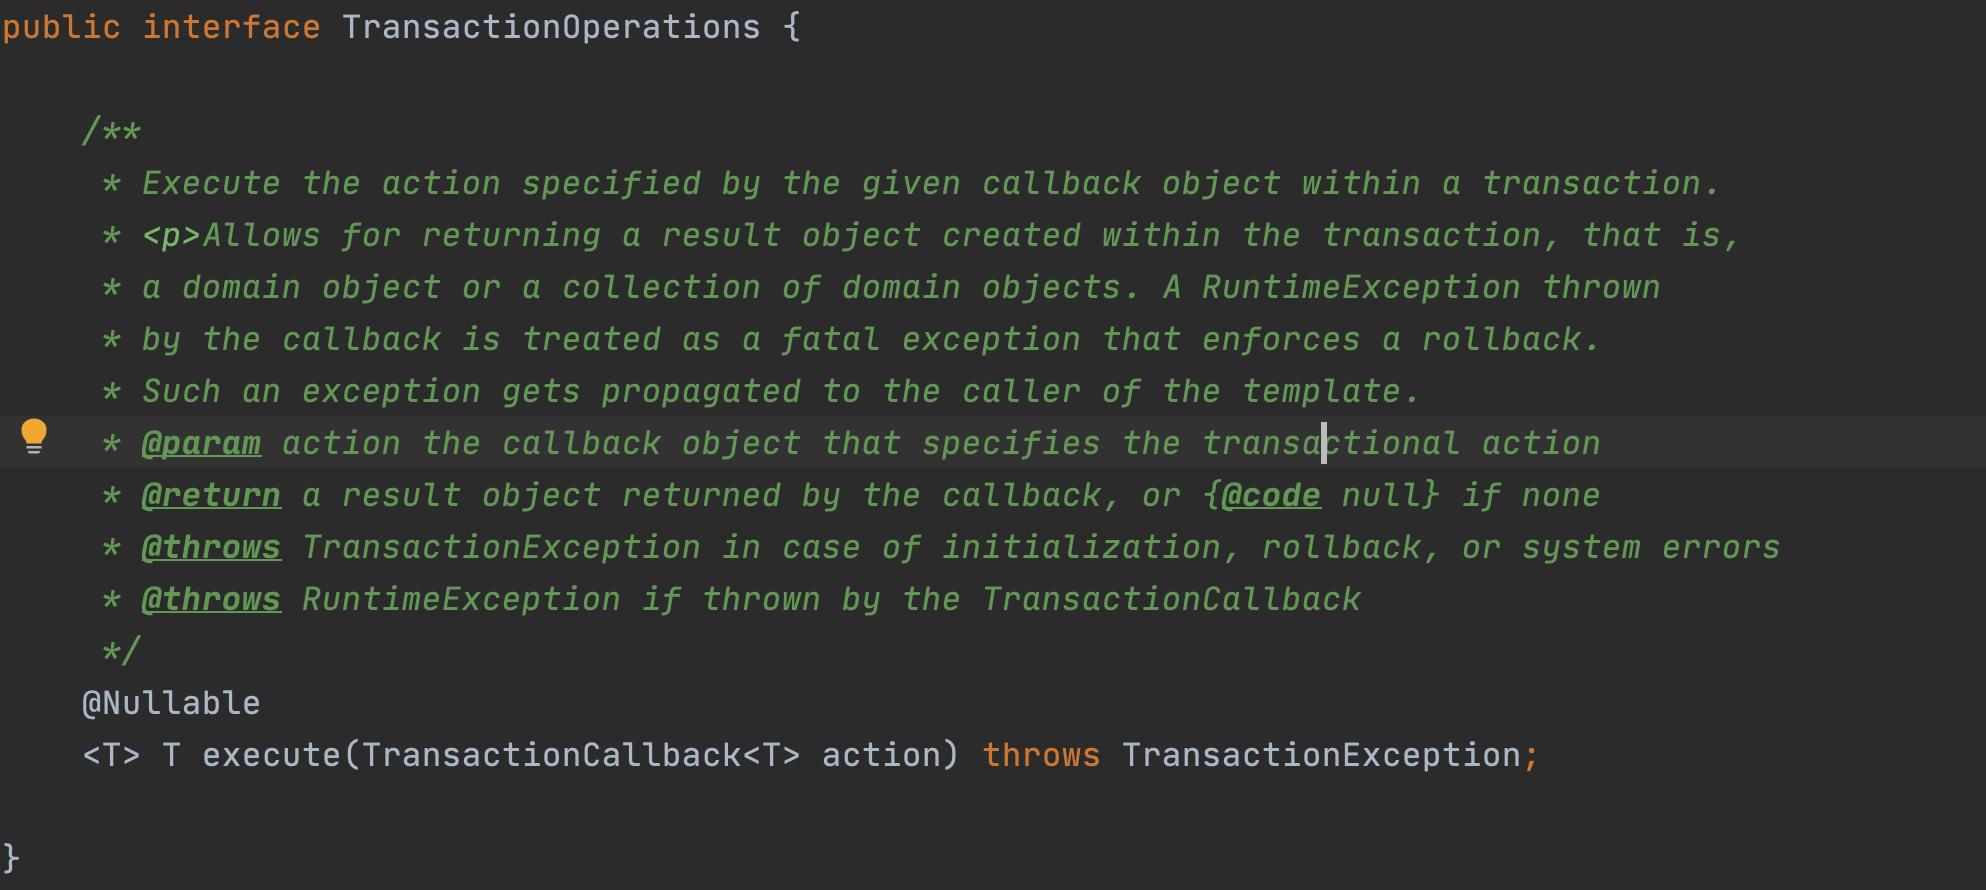 public interface TransactionOperations {
/**
* Execute the action specified by the given callback object within a transaction.
* <p>Allows for returning a result object created within the transaction, that is,
* a domain object or a collection of domain objects. A RuntimeException thrown
* by the callback is treated as a fatal exception that enforces a rollback.
* Such an exception gets propagated to the caller of the template.
* @param action the callback object that specifies the transactional action
* @return a result object returned by the callback, or {@code null} if none
* @throws TransactionException in case of initialization, rollback, or system errors
* @throws RuntimeException if thrown by the TransactionCallback
*/
@Nullable
<T> T execute(TransactionCallback<T> action) throws TransactionException;
}